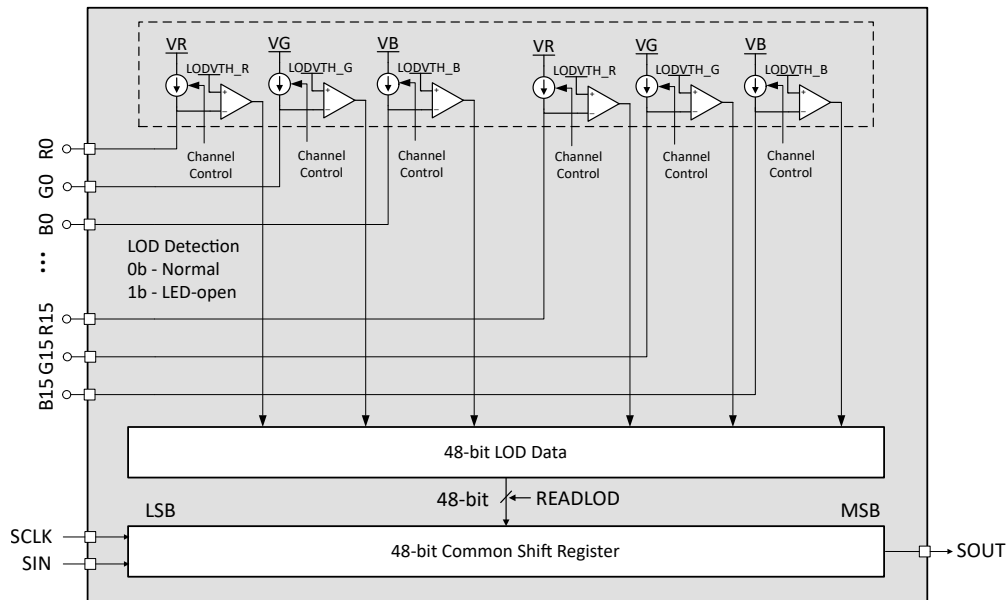 VR
VG
VB
VR
VG
VB
LODVTH_R
LODVTH_G
LODVTH_B
LODVTH_R
LODVTH_G
LODVTH_B
+
−
+
−
+
−
+
−
+
−
+
−
Channel
Control
Channel
Control
Channel
Control
Channel
Control
Channel
Control
Channel
Control
R0
G0
B0
...
R15
G15
B15
LOD Detection
0b - Normal
1b - LED-open
48-bit LOD Data
48-bit
READLOD
LSB
MSB
SCLK
SIN
48-bit Common Shift Register
SOUT